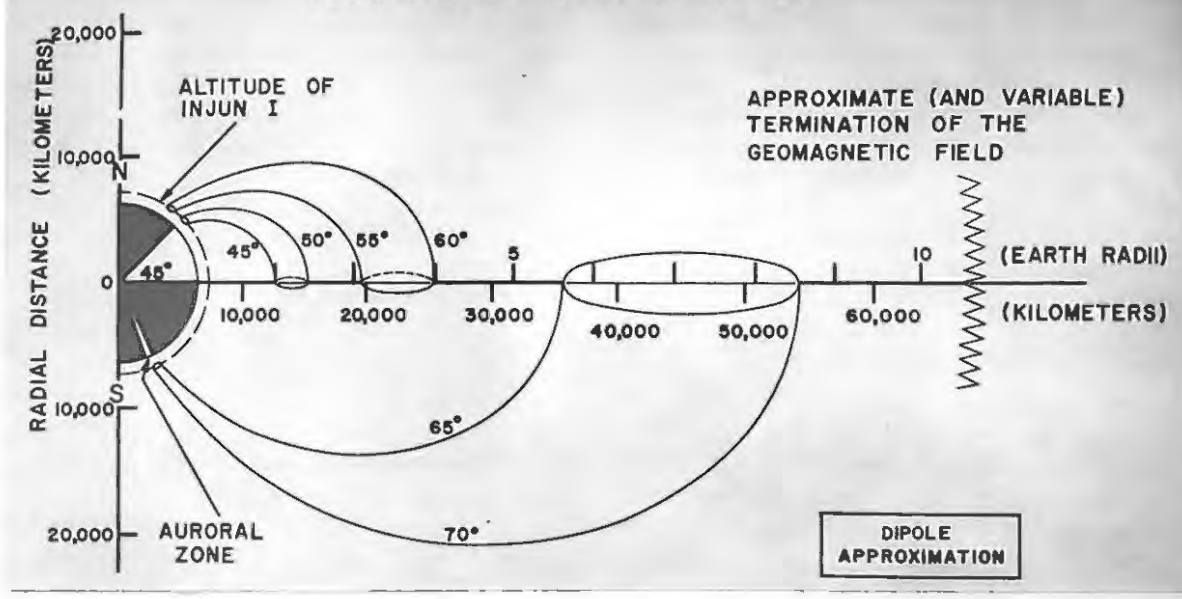 20,000
ALTITUDE OF
INJUN I
APPROXIMATE (AND VARIABLE)
TERMINATION OF THE
GEOMAGNETIC FIELD
10,000
N
RADIAL DISTANCE (KILOMETERS)
45°
50°
55°
60°
5
10
(EARTH RADII)
45°
0
10,000
20,000
30,000
40,000
50,000
60,000
(KILOMETERS)
S
10,000
65°
AURORAL
ZONE
20,000
70°
DIPOLE
APPROXIMATION